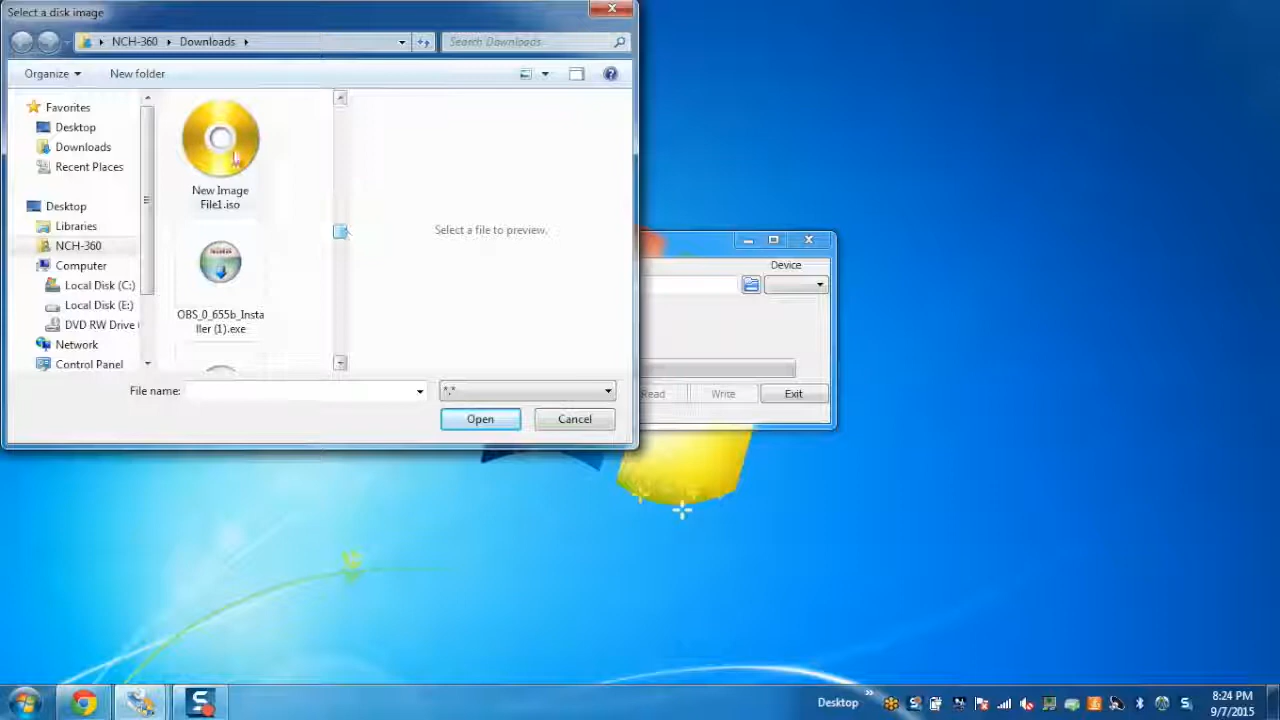 Select a disk image
NCH-360 Downloads
Search Downloads
Organize New folder
Favorites
Desktop
Downloads
Recent Places
Desktop
Libraries
NCH-360
Computer
Local Disk (C:)
Local Disk (E:)
DVD RW Drive
Network
Control Panel
New Image
File1.iso
OBS_0_655b_Insta
ller (1).exe
Select a file to preview.
File name:
*.*
Open Cancel
Device
Read Write Exit
Desktop
8:24 PM
9/7/2015